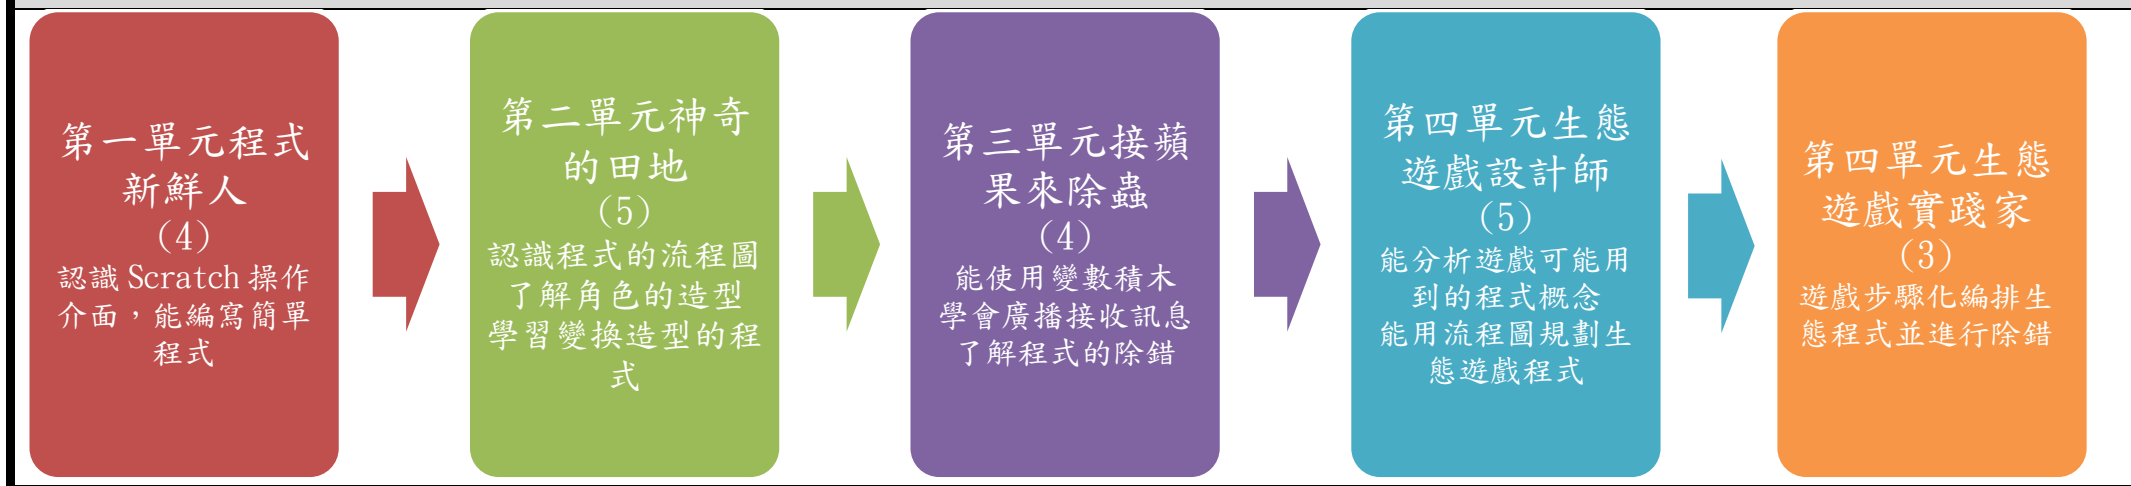 第一單元程式
新鮮人
(4)
認識 Scratch 操作
介面，能編寫簡單
程式
第二單元神奇
的田地
(5)
認識程式的流程圖
了解角色的造型
學習變換造型的程
式
第三單元接蘋
果來除蟲
(4)
能使用變數積木
學會廣播接收訊息
了解程式的除錯
第四單元生態
遊戲設計師
(5)
能分析遊戲可能用
到的程式概念
能用流程圖規劃生
態遊戲程式
第四單元生態
遊戲實踐家
(3)
遊戲步驟化編排生
態程式並進行除錯